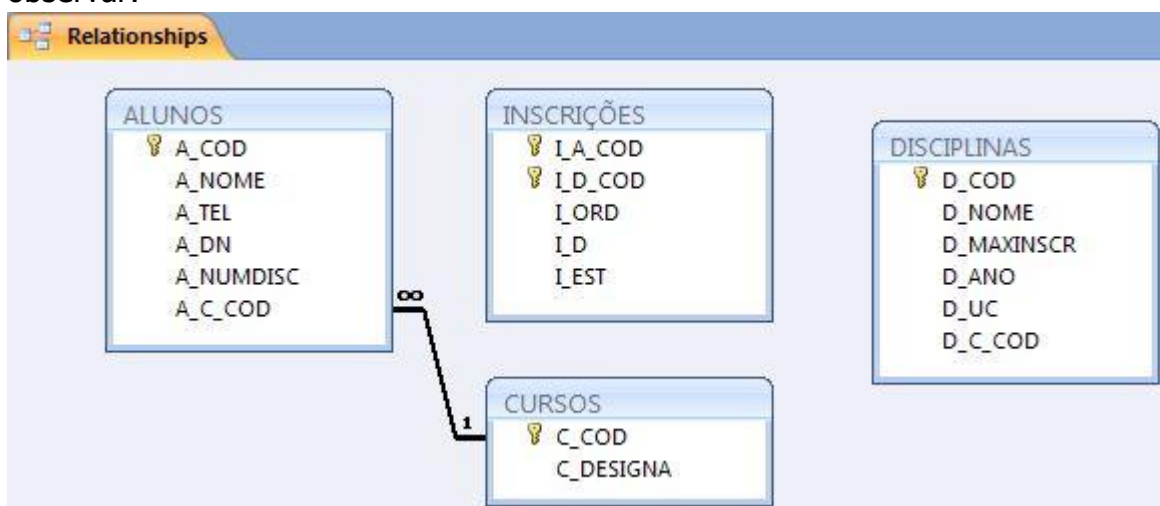 observar.
Relationships
ALUNOS
A_COD
A_NOME
A_TEL
A_DN
A_NUMDISC
A_C_COD
∞
1
INSCRIÇÕES
I_A_COD
I_D_COD
I_ORD
I_D
I_EST
CURSOS
C_COD
C_DESIGNA
DISCIPLINAS
D_COD
D_NOME
D_MAXINSCR
D_ANO
D_UC
D_C_COD